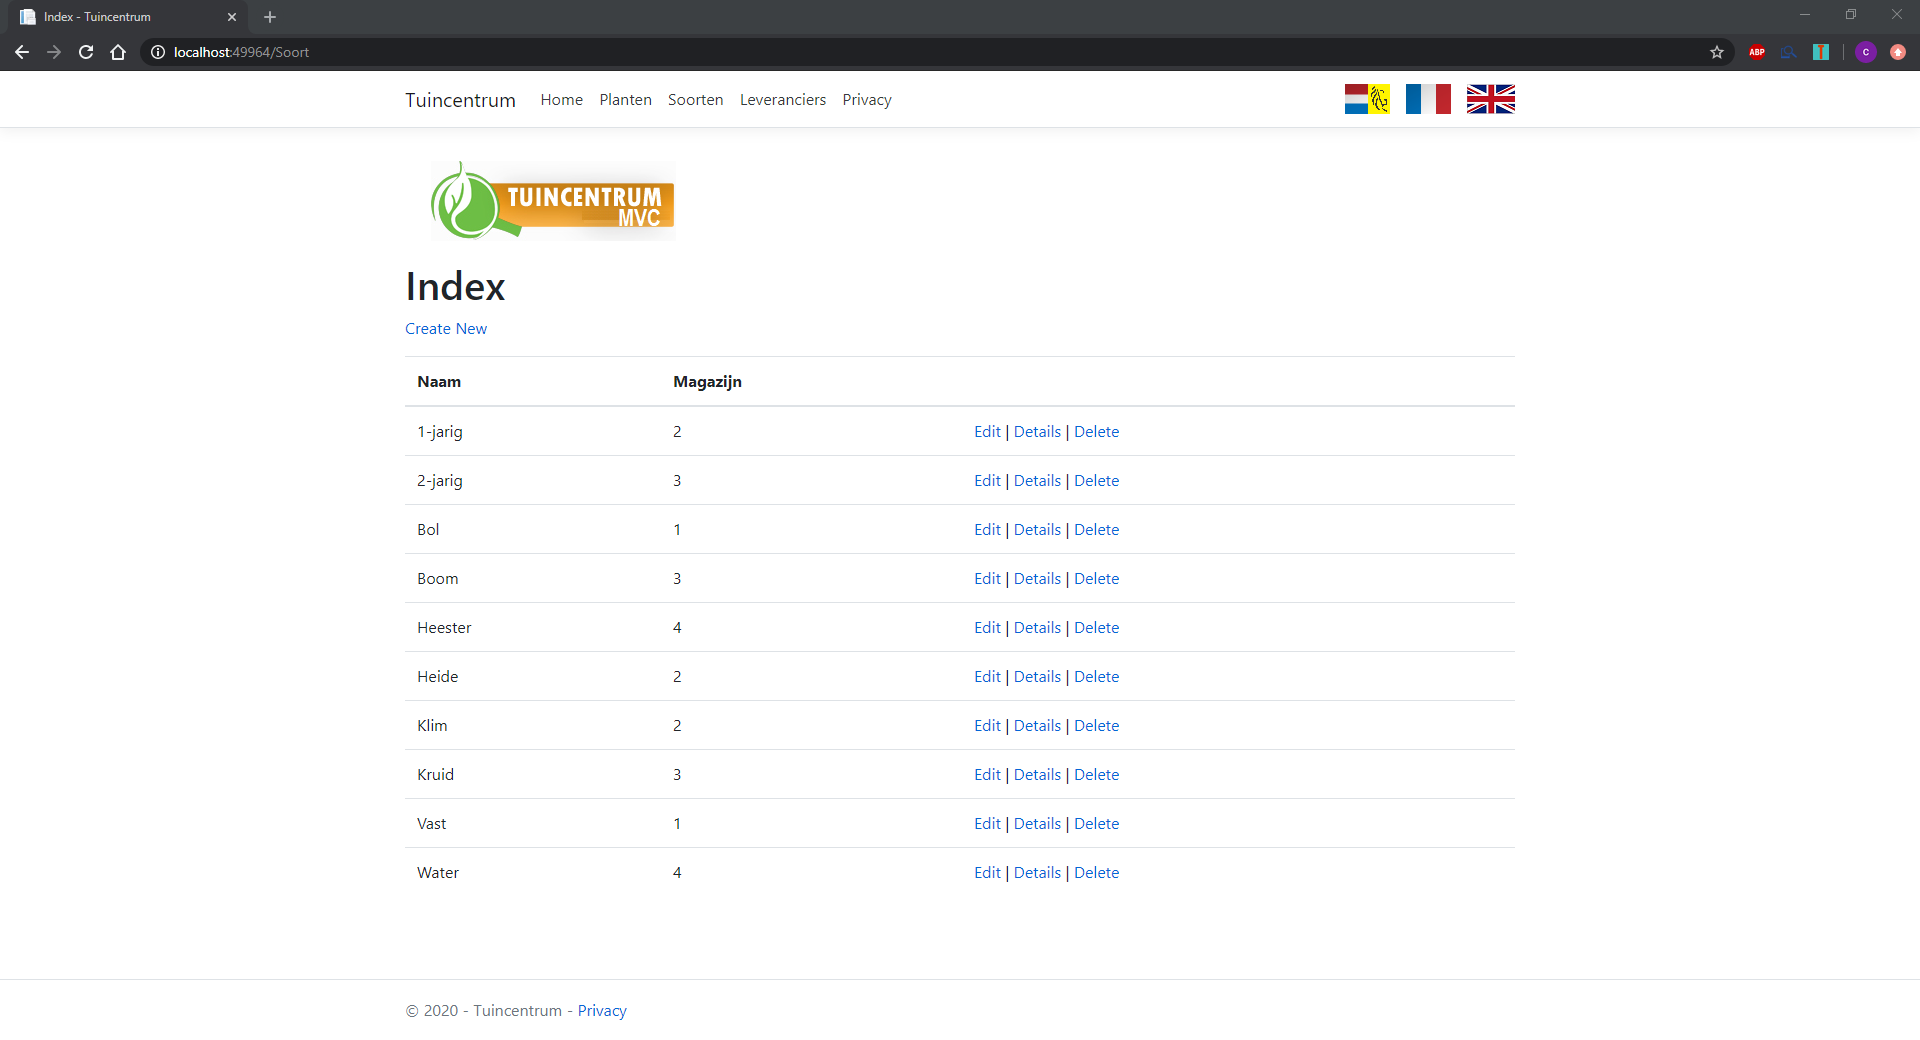 Index - Tuincentrum
localhost:49964/Soort
ABP
C
Tuincentrum Home Planten Soorten Leveranciers Privacy
TUINCENTRUM
MVC
Index
Create New
Naam Magazijn
1-jarig 2 Edit | Details | Delete
2-jarig 3 Edit | Details | Delete
Bol 1 Edit | Details | Delete
Boom 3 Edit | Details | Delete
Heester 4 Edit | Details | Delete
Heide 2 Edit | Details | Delete
Klim 2 Edit | Details | Delete
Kruid 3 Edit | Details | Delete
Vast 1 Edit | Details | Delete
Water 4 Edit | Details | Delete
© 2020 - Tuincentrum - Privacy